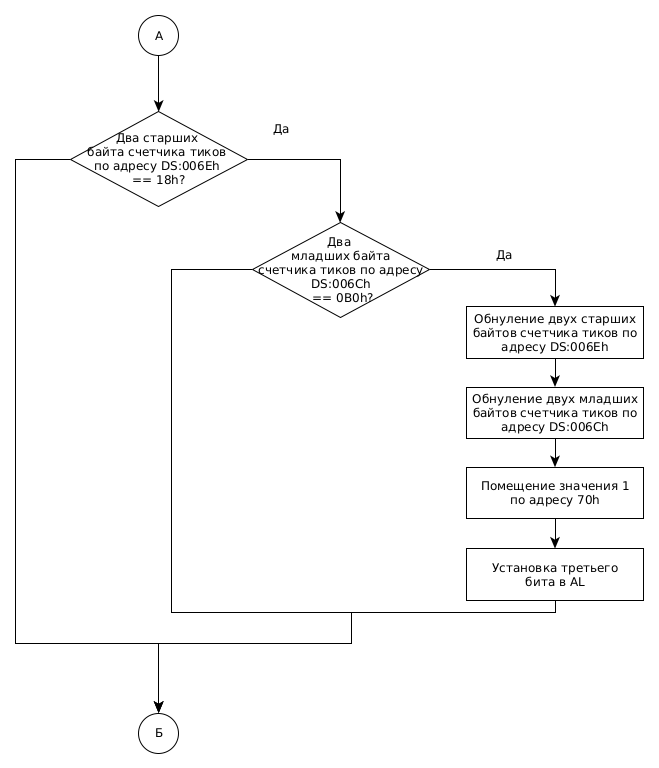 А
Да
Два старших
байта счетчика тиков
по адресу DS:006Eh
== 18h?
Да
Два
младших байта
счетчика тиков по адресу
DS:006Ch
== 0B0h?
Обнуление двух старших
байтов счетчика тиков по
адресу DS:006Eh
Обнуление двух младших
байтов счетчика тиков по
адресу DS:006Ch
Помещение значения 1
по адресу 70h
Установка третьего
бита в AL
Б